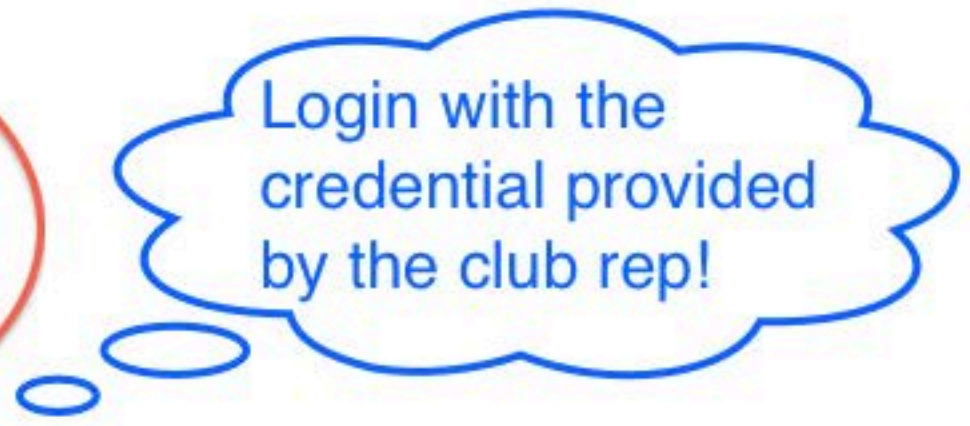 Login with the
credential provided
by the club rep!